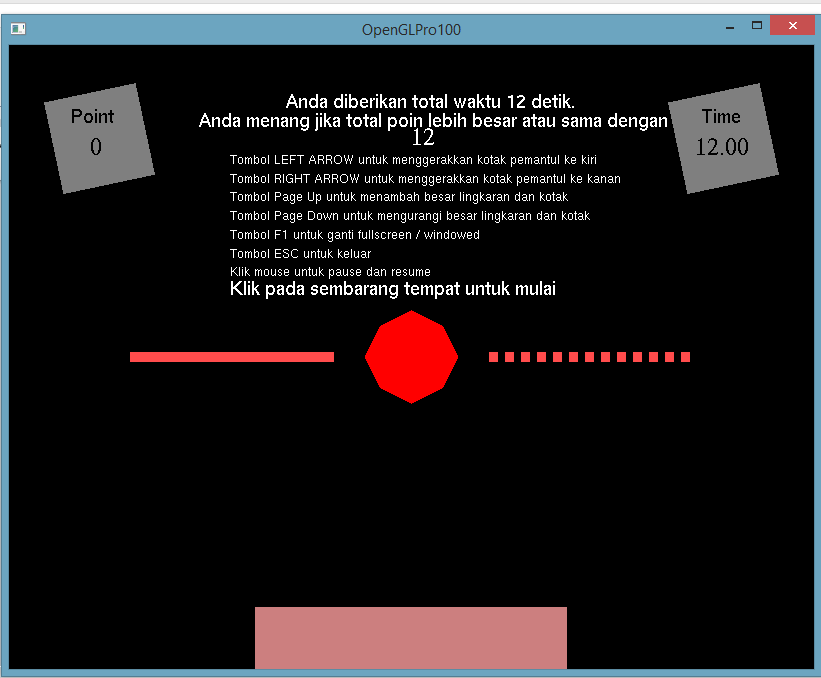 OpenGLPro100
Anda diberikan total waktu 12 detik.
Anda menang jika total poin lebih besar atau sama dengan
12
Point
0
Time
12.00
Tombol LEFT ARROW untuk menggerakkan kotak pemantul ke kiri
Tombol RIGHT ARROW untuk menggerakkan kotak pemantul ke kanan
Tombol Page Up untuk menambah besar lingkaran dan kotak
Tombol Page Down untuk mengurangi besar lingkaran dan kotak
Tombol F1 untuk ganti fullscreen / windowed
Tombol ESC untuk keluar
Klik mouse untuk pause dan resume
Klik pada sembarang tempat untuk mulai